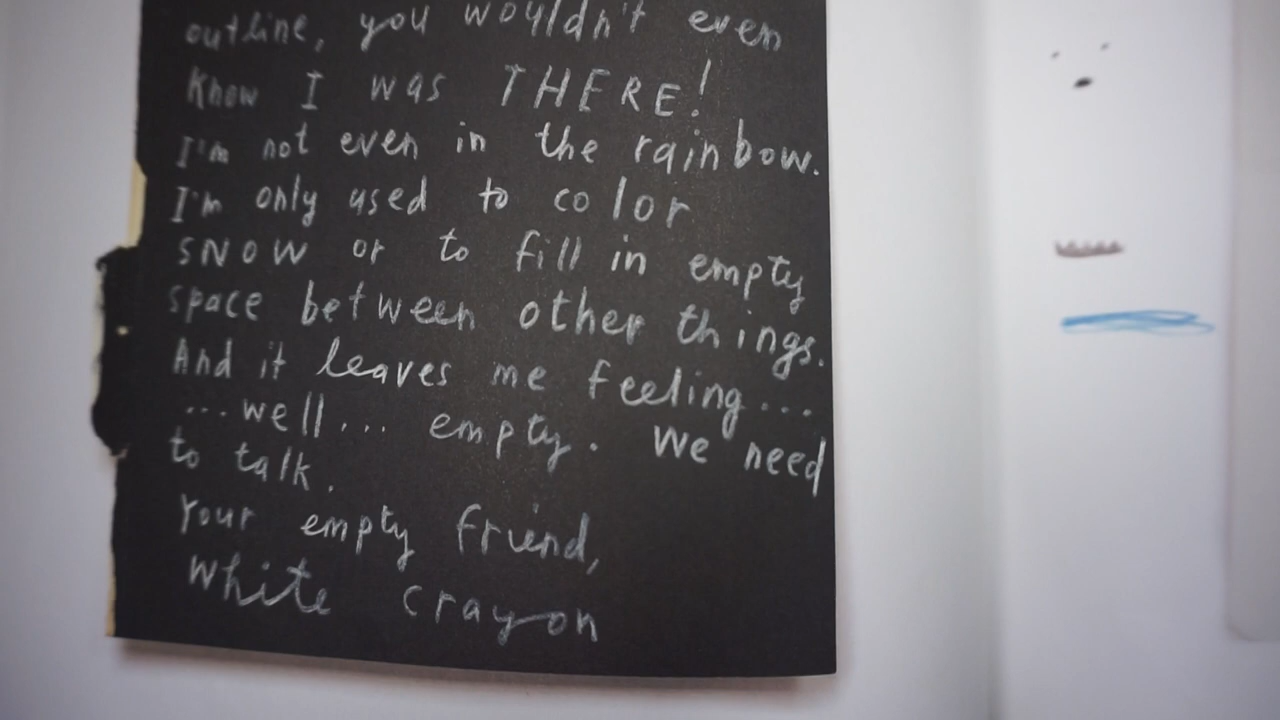 outline, you wouldn't even
know I was THERE!
I'm not even in the rainbow.
I'm only used to color
SNOW or to fill in empty
space between other things.
And it leaves me feeling...
...well... empty. We need
to talk.
Your empty friend,
White crayon